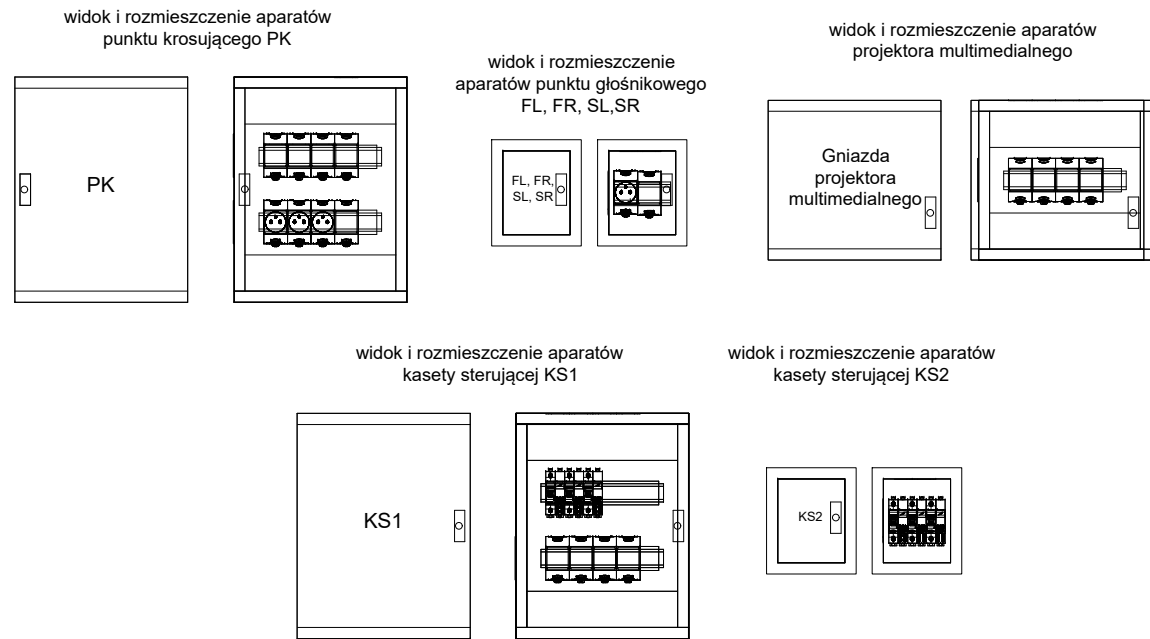 widok i rozmieszczenie aparatów
punktu krosującego PK
PK
widok i rozmieszczenie
aparatów punktu głośnikowego
FL, FR, SL,SR
FL, FR,
SL, SR
widok i rozmieszczenie aparatów
projektora multimedialnego
Gniazda
projektora
multimedialnego
widok i rozmieszczenie aparatów
kasety sterującej KS1
KS1
widok i rozmieszczenie aparatów
kasety sterującej KS2
KS2